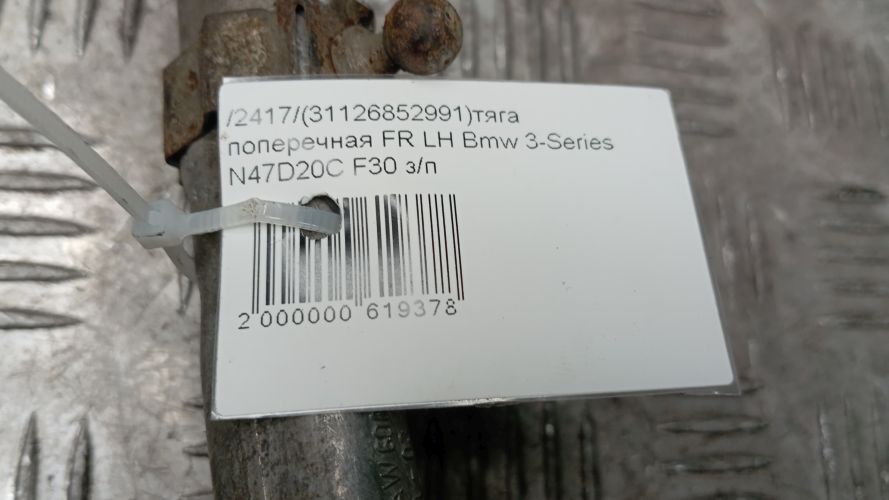 /2417/(31126852991)тяга
поперечная FR LH Bmw 3-Series
N47D20C F30 з/п
2 000000 619378